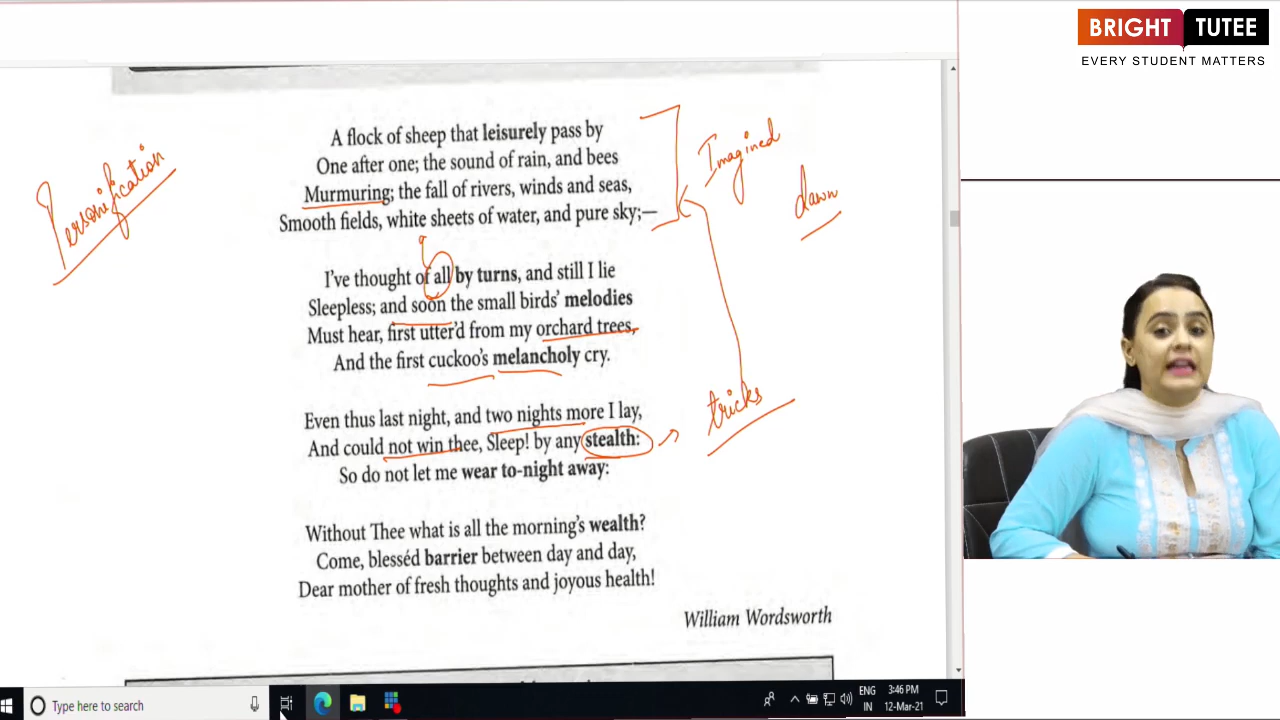 BRIGHT TUTEE
EVERY STUDENT MATTERS
A flock of sheep that leisurely pass by
One after one; the sound of rain, and bees
Murmuring; the fall of rivers, winds and seas,
Smooth fields, white sheets of water, and pure sky;—
Personification
Imagined
dawn
I've thought of all by turns, and still I lie
Sleepless; and soon the small birds' melodies
Must hear, first utter'd from my orchard trees,
And the first cuckoo's melancholy cry.
Even thus last night, and two nights more I lay,
And could not win thee, Sleep! by any stealth:
So do not let me wear to-night away:
tricks
Without Thee what is all the morning's wealth?
Come, blesséd barrier between day and day,
Dear mother of fresh thoughts and joyous health!
William Wordsworth
Type here to search
ENG
IN
3:46 PM
12-Mar-21